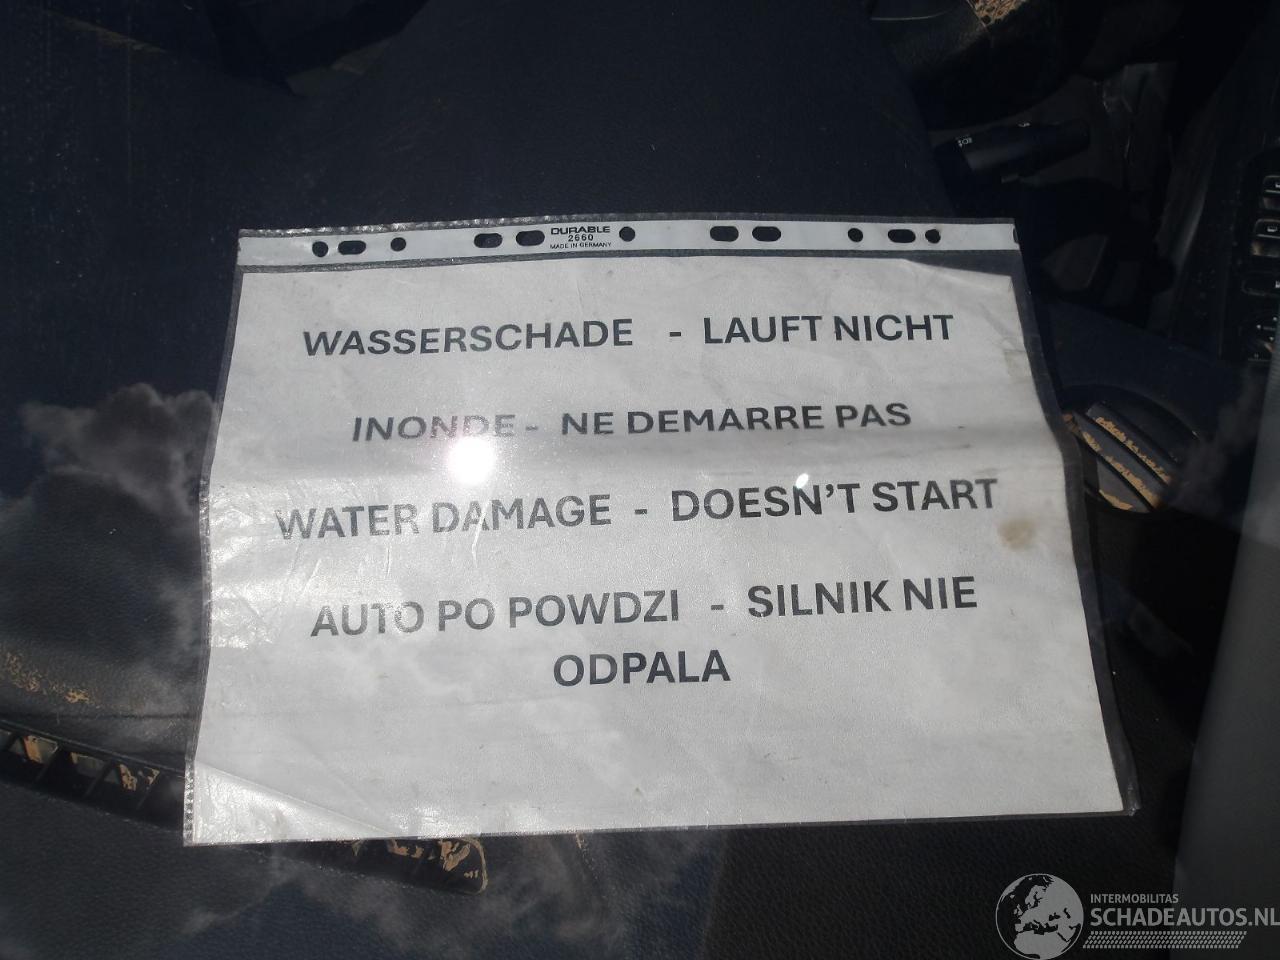 DURABLE
2660
MADE IN GERMANY
WASSERSCHADE - LAUFT NICHT
INONDE - NE DEMARRE PAS
WATER DAMAGE - DOESN'T START
AUTO PO POWDZI - SILNIK NIE
ODPALA
INTERMOBILITAS
SCHADEAUTOS.NL